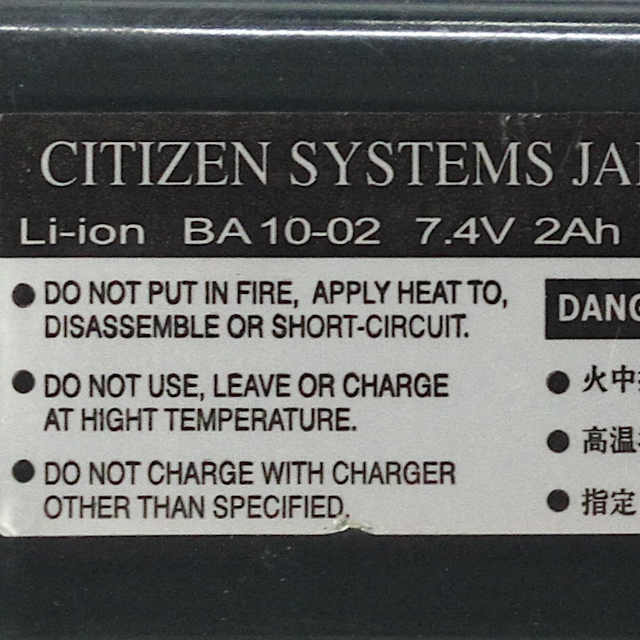 CITIZEN SYSTEMS JA
Li-ion BA10-02 7.4V 2Ah
● DO NOT PUT IN FIRE, APPLY HEAT TO,
DISASSEMBLE OR SHORT-CIRCUIT.
● DO NOT USE, LEAVE OR CHARGE
AT HIGHT TEMPERATURE.
● DO NOT CHARGE WITH CHARGER
OTHER THAN SPECIFIED.
DANG
● 火中
● 高温
● 指定